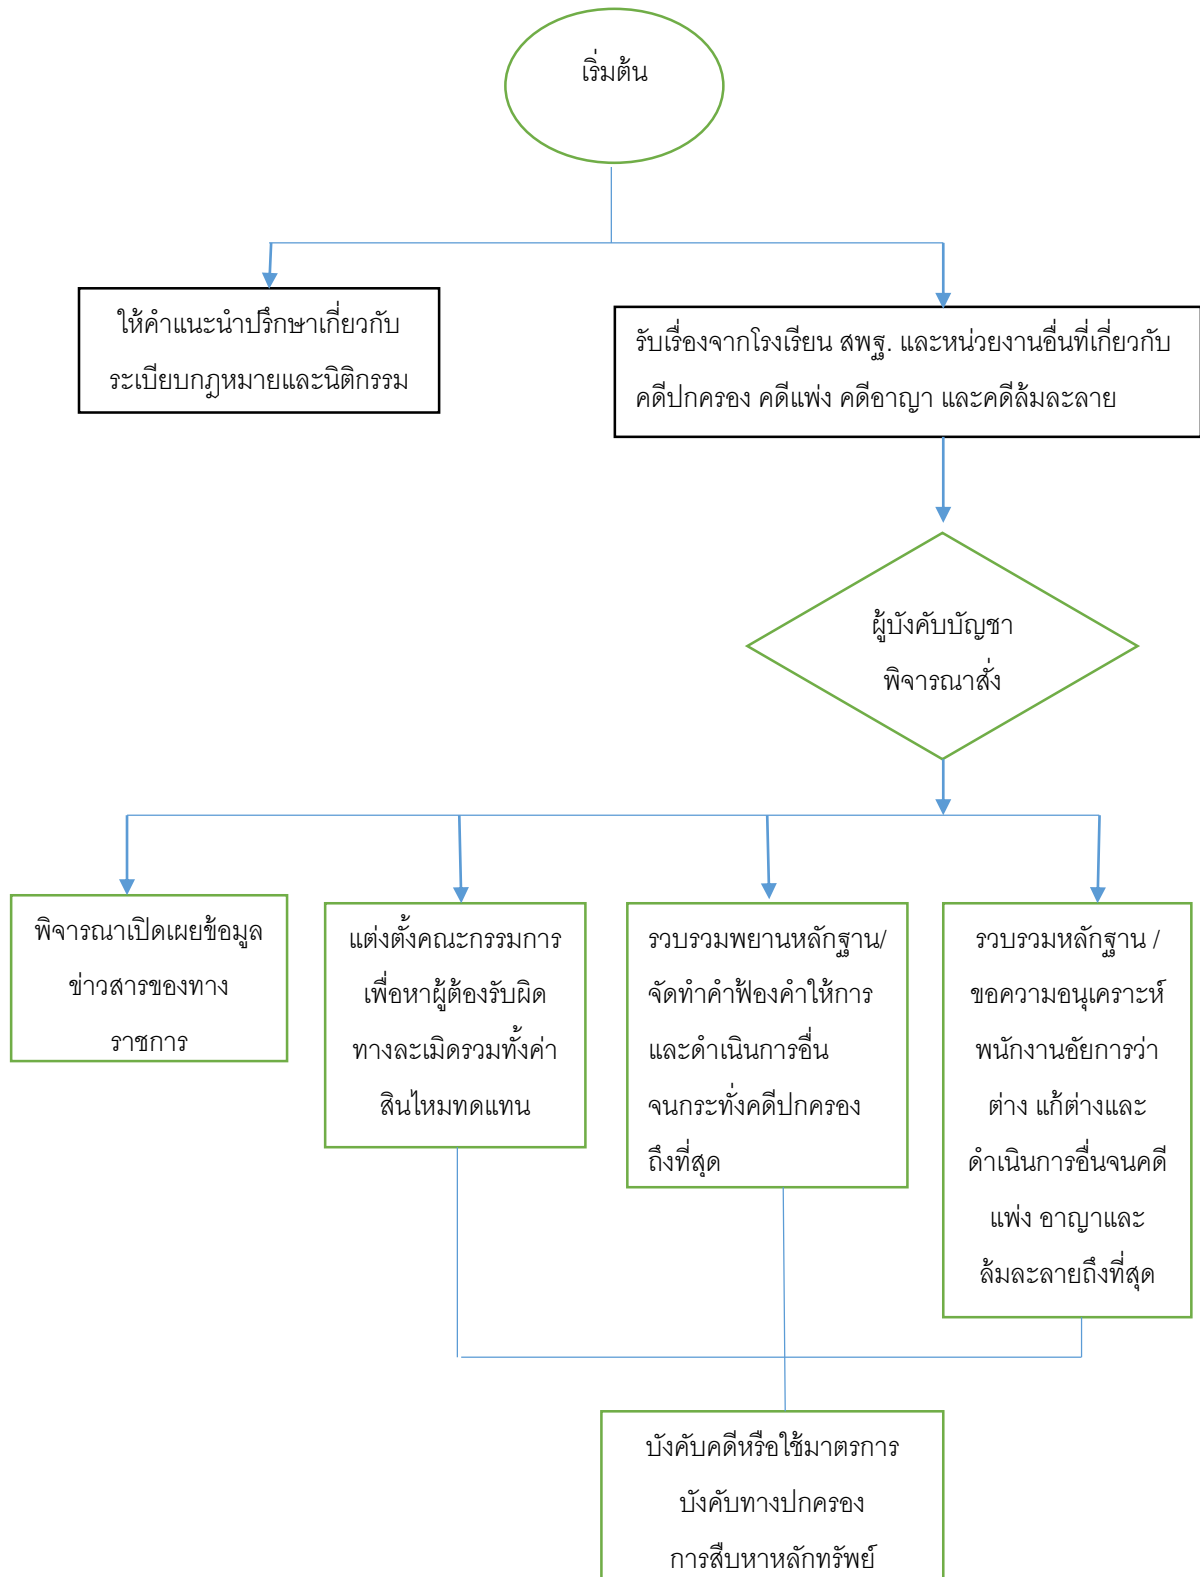 เริ่มต้น
ให้คำแนะนำปรึกษาเกี่ยวกับ
ระเบียบกฎหมายและนิติกรรม
รับเรื่องจากโรงเรียน สพฐ. และหน่วยงานอื่นที่เกี่ยวกับ
คดีปกครอง คดีแพ่ง คดีอาญา และคดีล้มละลาย
ผู้บังคับบัญชา
พิจารณาสั่ง
พิจารณาเปิดเผยข้อมูล
ข่าวสารของทาง
ราชการ
แต่งตั้งคณะกรรมการ
เพื่อหาผู้ต้องรับผิด
ทางละเมิดรวมทั้งค่า
สินไหมทดแทน
รวบรวมพยานหลักฐาน/
จัดทำคำฟ้องคำให้การ
และดำเนินการอื่น
จนกระทั่งคดีปกครอง
ถึงที่สุด
รวบรวมหลักฐาน /
ขอความอนุเคราะห์
พนักงานอัยการว่า
ต่าง แก้ต่างและ
ดำเนินการอื่นจนคดี
แพ่ง อาญาและ
ล้มละลายถึงที่สุด
บังคับคดีหรือใช้มาตรการ
บังคับทางปกครอง
การสืบหาหลักทรัพย์